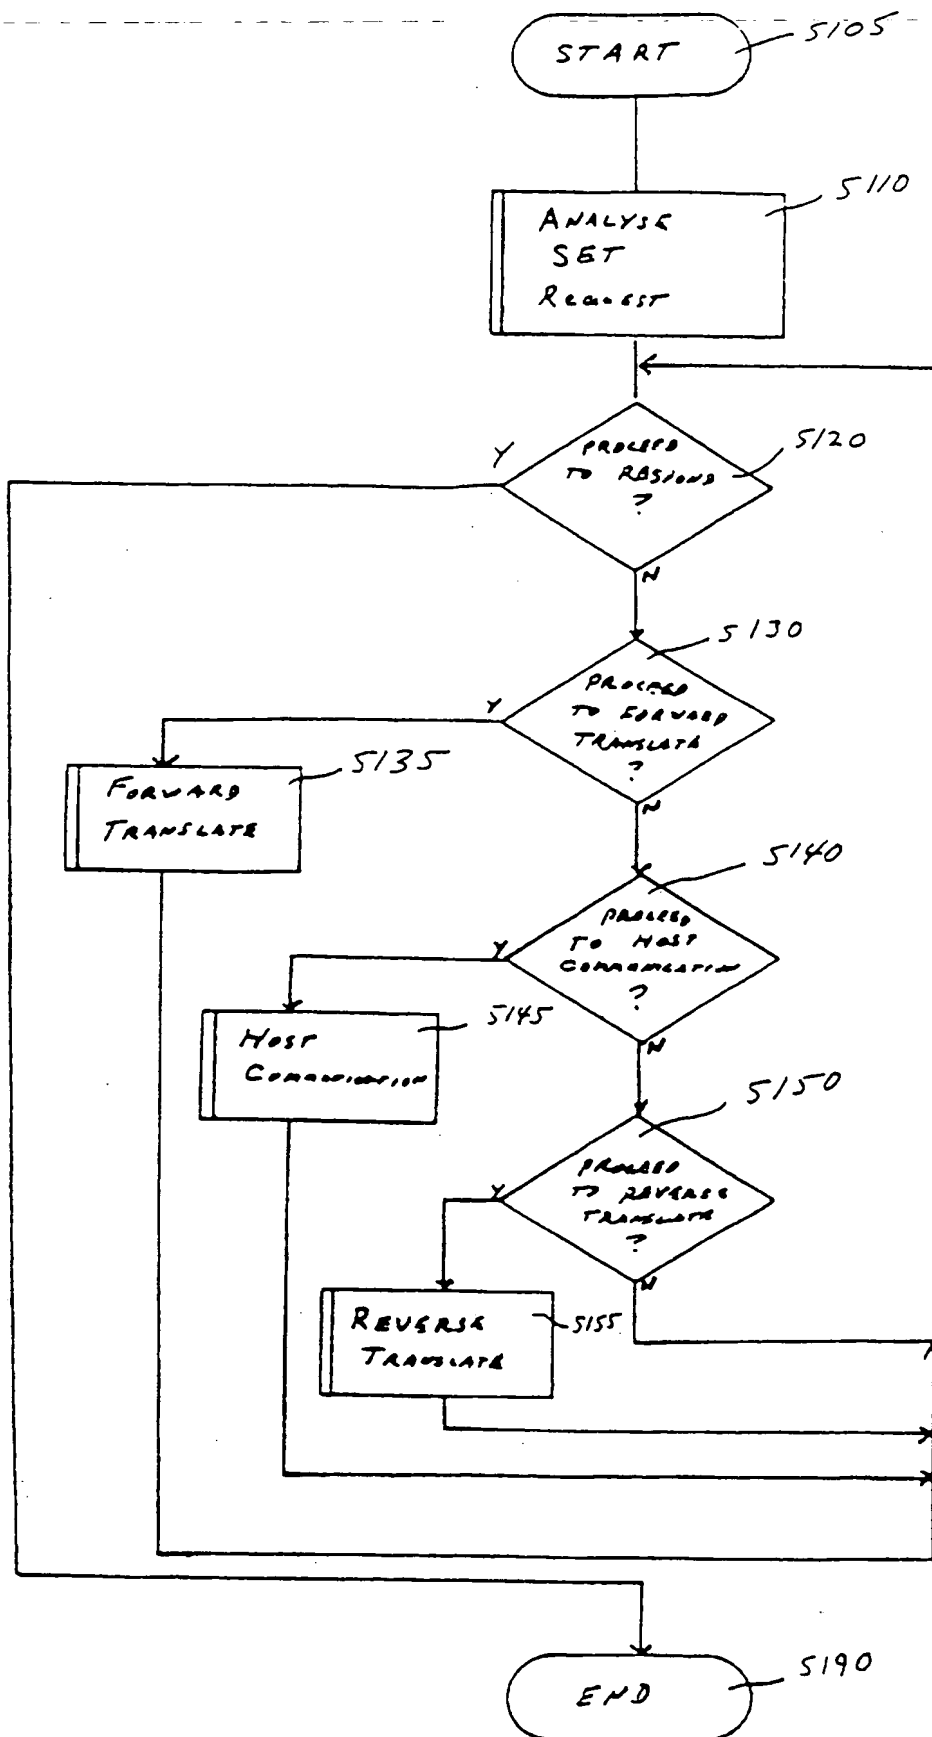 START
5105
5110
ANALYSE
SET
REQUEST
Y
PROCEED
TO RESPOND
?
5120
N
5130
Y
PROCEED
TO FORWARD
TRANSLATE
?
N
5135
FORWARD
TRANSLATE
5140
Y
PROCEED
TO HOST
COMMUNICATION
?
N
5145
HOST
COMMUNICATION
5150
Y
PROCEED
TO REVERSE
TRANSLATE
?
N
REVERSE
TRANSLATE
5155
END
5190